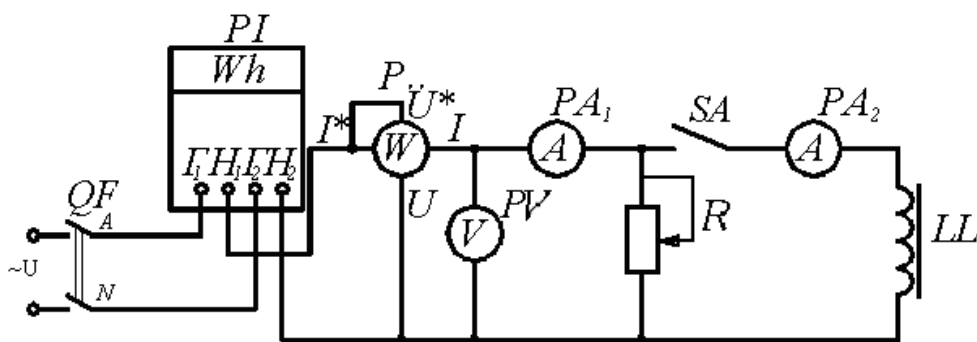 PI
Wh
P
Ü*
I*
W
I
U
PA₁
A
SA
PA₂
A
Г₁ Н₁ Г₂ Н₂
QF
A
PV
V
R
LL
~U
N